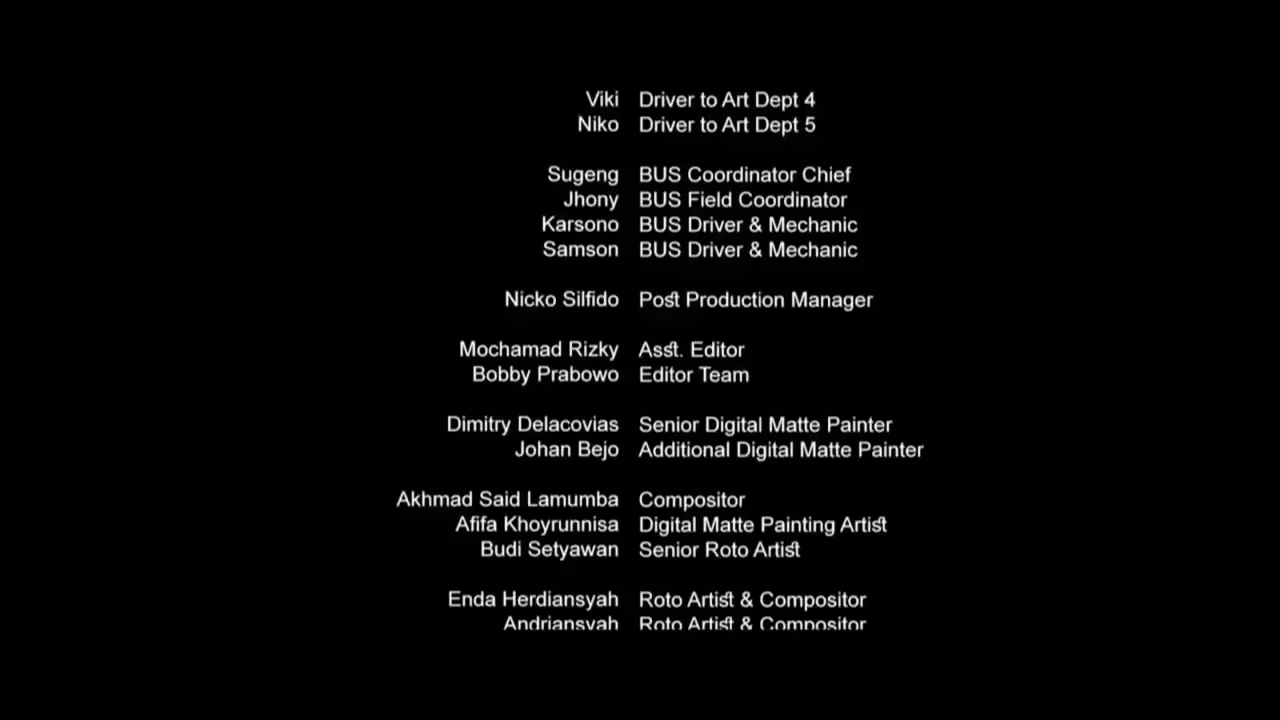 Viki Driver to Art Dept 4
Niko Driver to Art Dept 5
Sugeng BUS Coordinator Chief
Jhony BUS Field Coordinator
Karsono BUS Driver & Mechanic
Samson BUS Driver & Mechanic
Nicko Silfido Post Production Manager
Mochamad Rizky Asst. Editor
Bobby Prabowo Editor Team
Dimitry Delacovias Senior Digital Matte Painter
Johan Bejo Additional Digital Matte Painter
Akhmad Said Lamumba Compositor
Afifa Khoyrunnisa Digital Matte Painting Artist
Budi Setyawan Senior Roto Artist
Enda Herdiansyah Roto Artist & Compositor
Andriansyah Roto Artist & Compositor